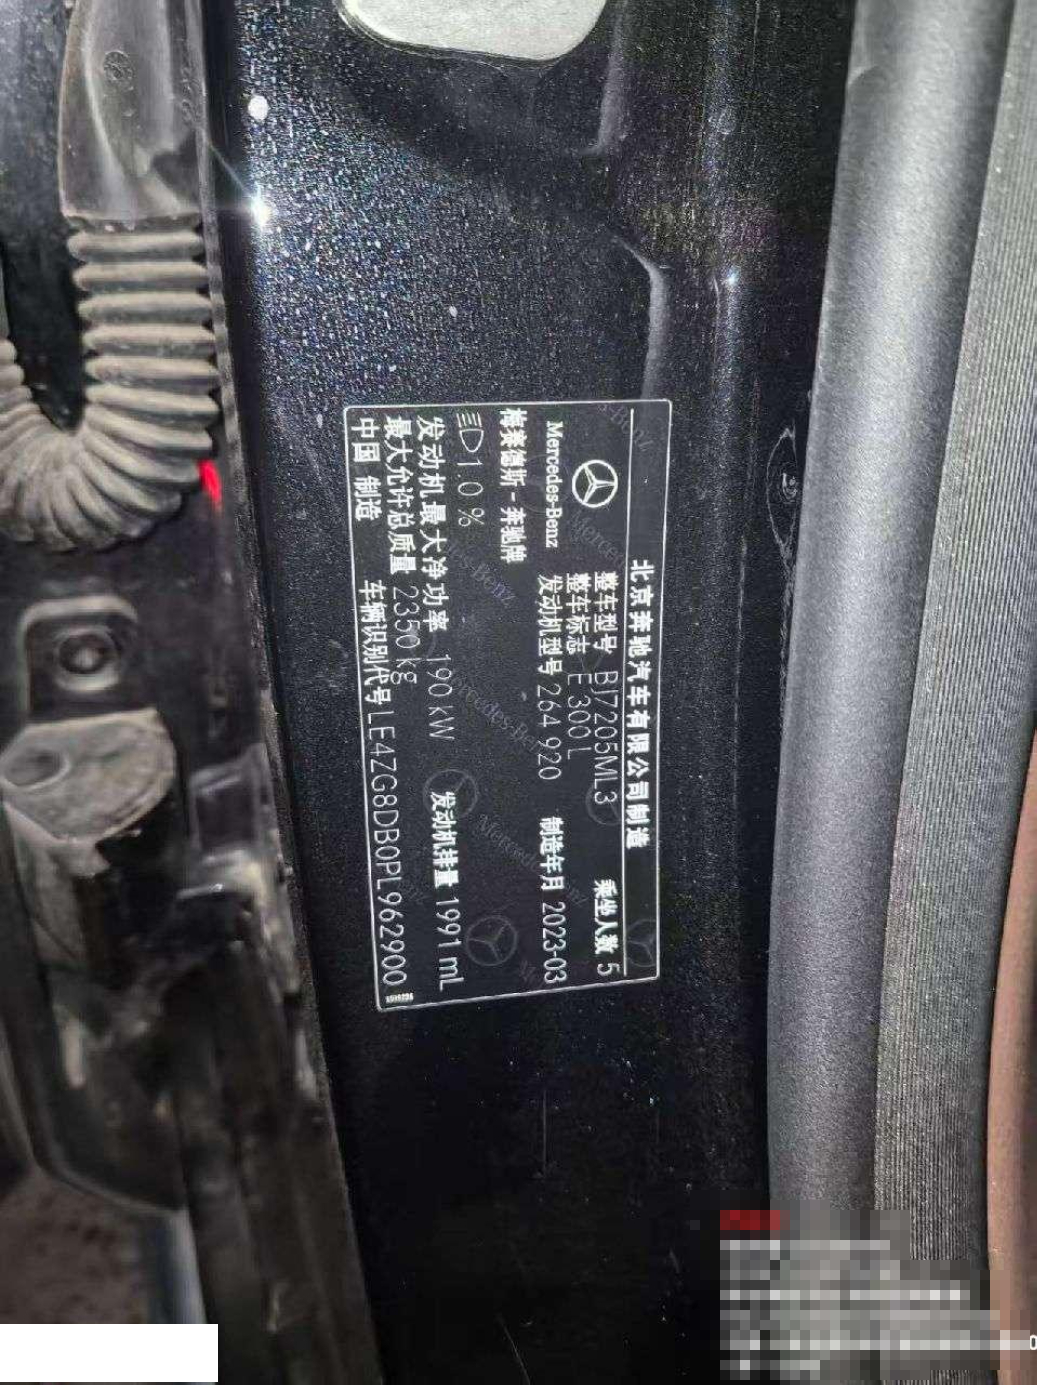 北京奔驰汽车有限公司制造
Mercedes-Benz
梅赛德斯-奔驰牌
整车型号 BJ7205ML3 乘坐人数 5
整车标志 E 300 L
发动机型号 264 920 制造年月 2023-03
1.0 %
发动机最大净功率 190 kW 发动机排量 1991 mL
最大允许总质量 2350 kg
中国 制造 车辆识别代号 LE4ZG8DB0PL962900